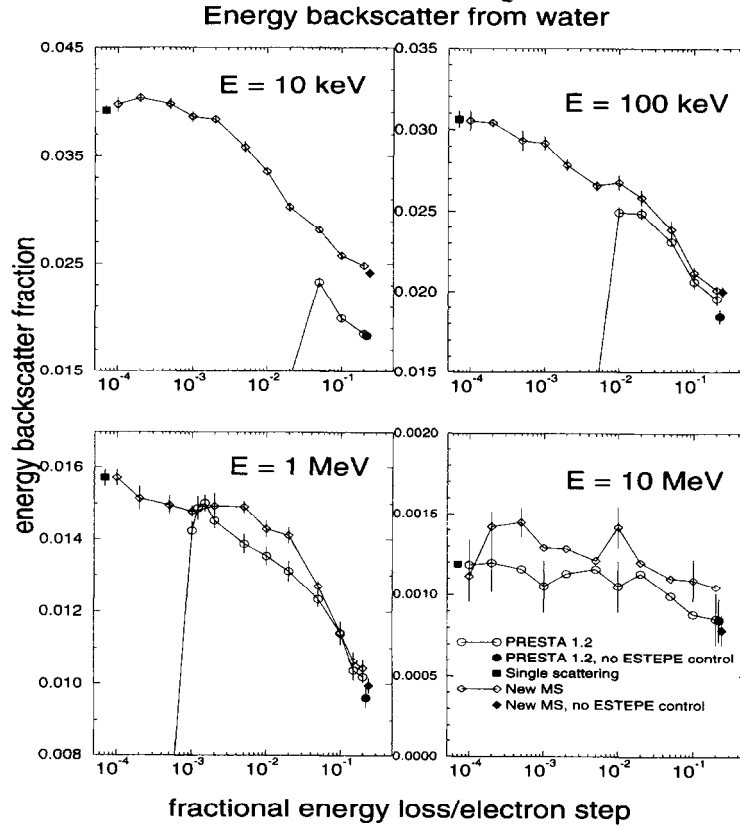 Energy backscatter from water
energy backscatter fraction
E = 10 keV
0.045
0.035
0.025
0.015
10⁻⁴ 10⁻³ 10⁻² 10⁻¹
E = 100 keV
0.035
0.030
0.025
0.020
0.015
10⁻⁴ 10⁻³ 10⁻² 10⁻¹
E = 1 MeV
0.016
0.014
0.012
0.010
0.008
10⁻⁴ 10⁻³ 10⁻² 10⁻¹
E = 10 MeV
0.0020
0.0015
0.0010
0.0005
0.0000
10⁻⁴ 10⁻³ 10⁻² 10⁻¹
PRESTA 1.2
PRESTA 1.2, no ESTEPE control
Single scattering
New MS
New MS, no ESTEPE control
fractional energy loss/electron step